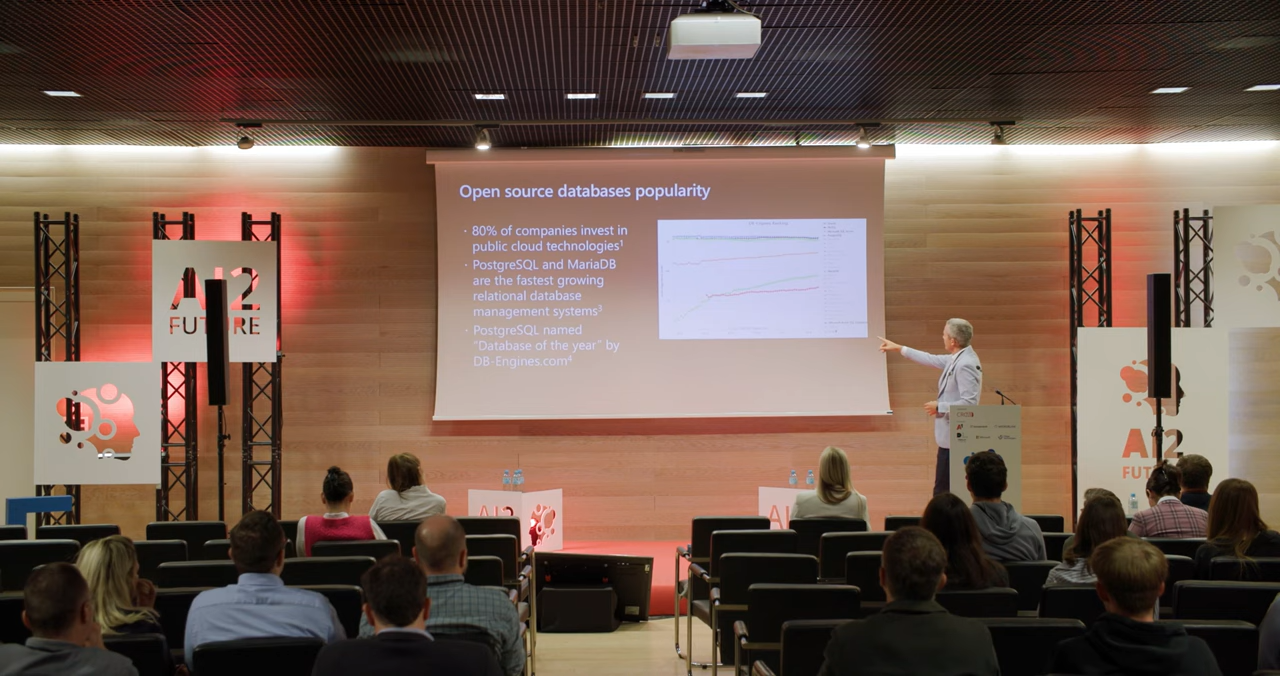 Open source databases popularity
· 80% of companies invest in
public cloud technologies¹
· PostgreSQL and MariaDB
are the fastest growing
relational database
management systems³
· PostgreSQL named
"Database of the year" by
DB-Engines.com⁴
AI2
FUTURE
AI2